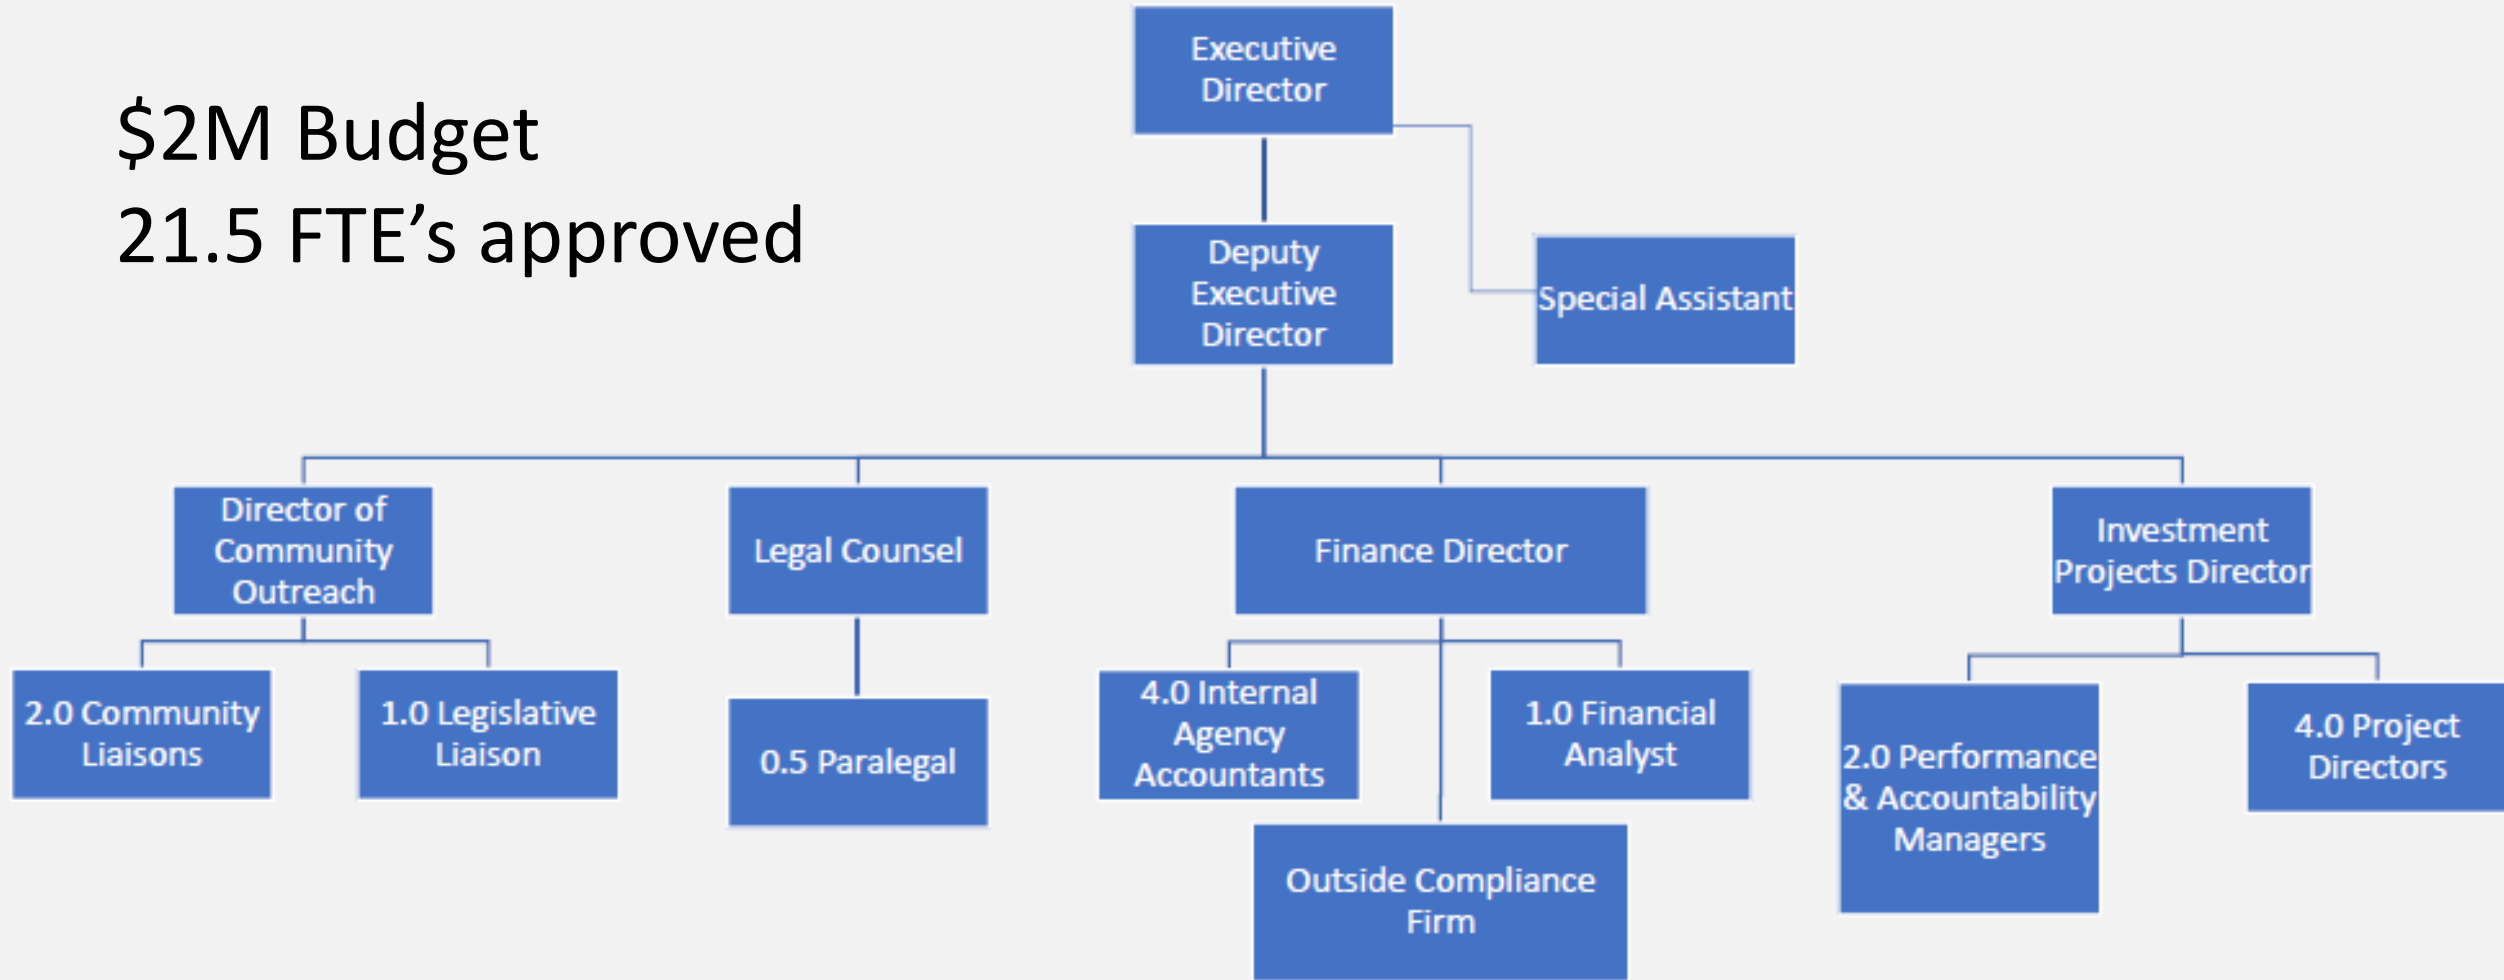 $2M Budget
21.5 FTE’s approved
Executive
Director
Deputy
Executive
Director
Special Assistant
Director of
Community
Outreach
Legal Counsel
Finance Director
Investment
Projects Director
2.0 Community
Liaisons
1.0 Legislative
Liaison
0.5 Paralegal
4.0 Internal
Agency
Accountants
1.0 Financial
Analyst
Outside Compliance
Firm
2.0 Performance
& Accountability
Managers
4.0 Project
Directors